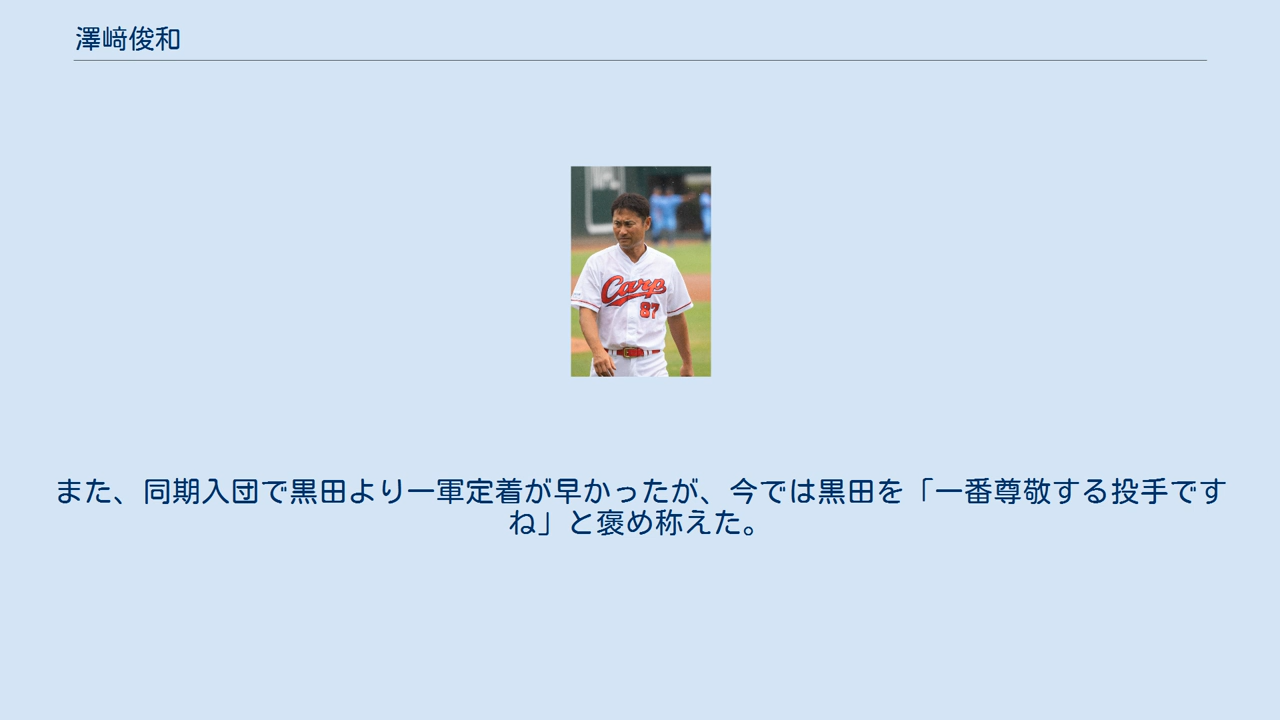 澤﨑俊和
Carp
87
また、同期入団で黒田より一軍定着が早かったが、今では黒田を「一番尊敬する投手です
ね」と褒め称えた。